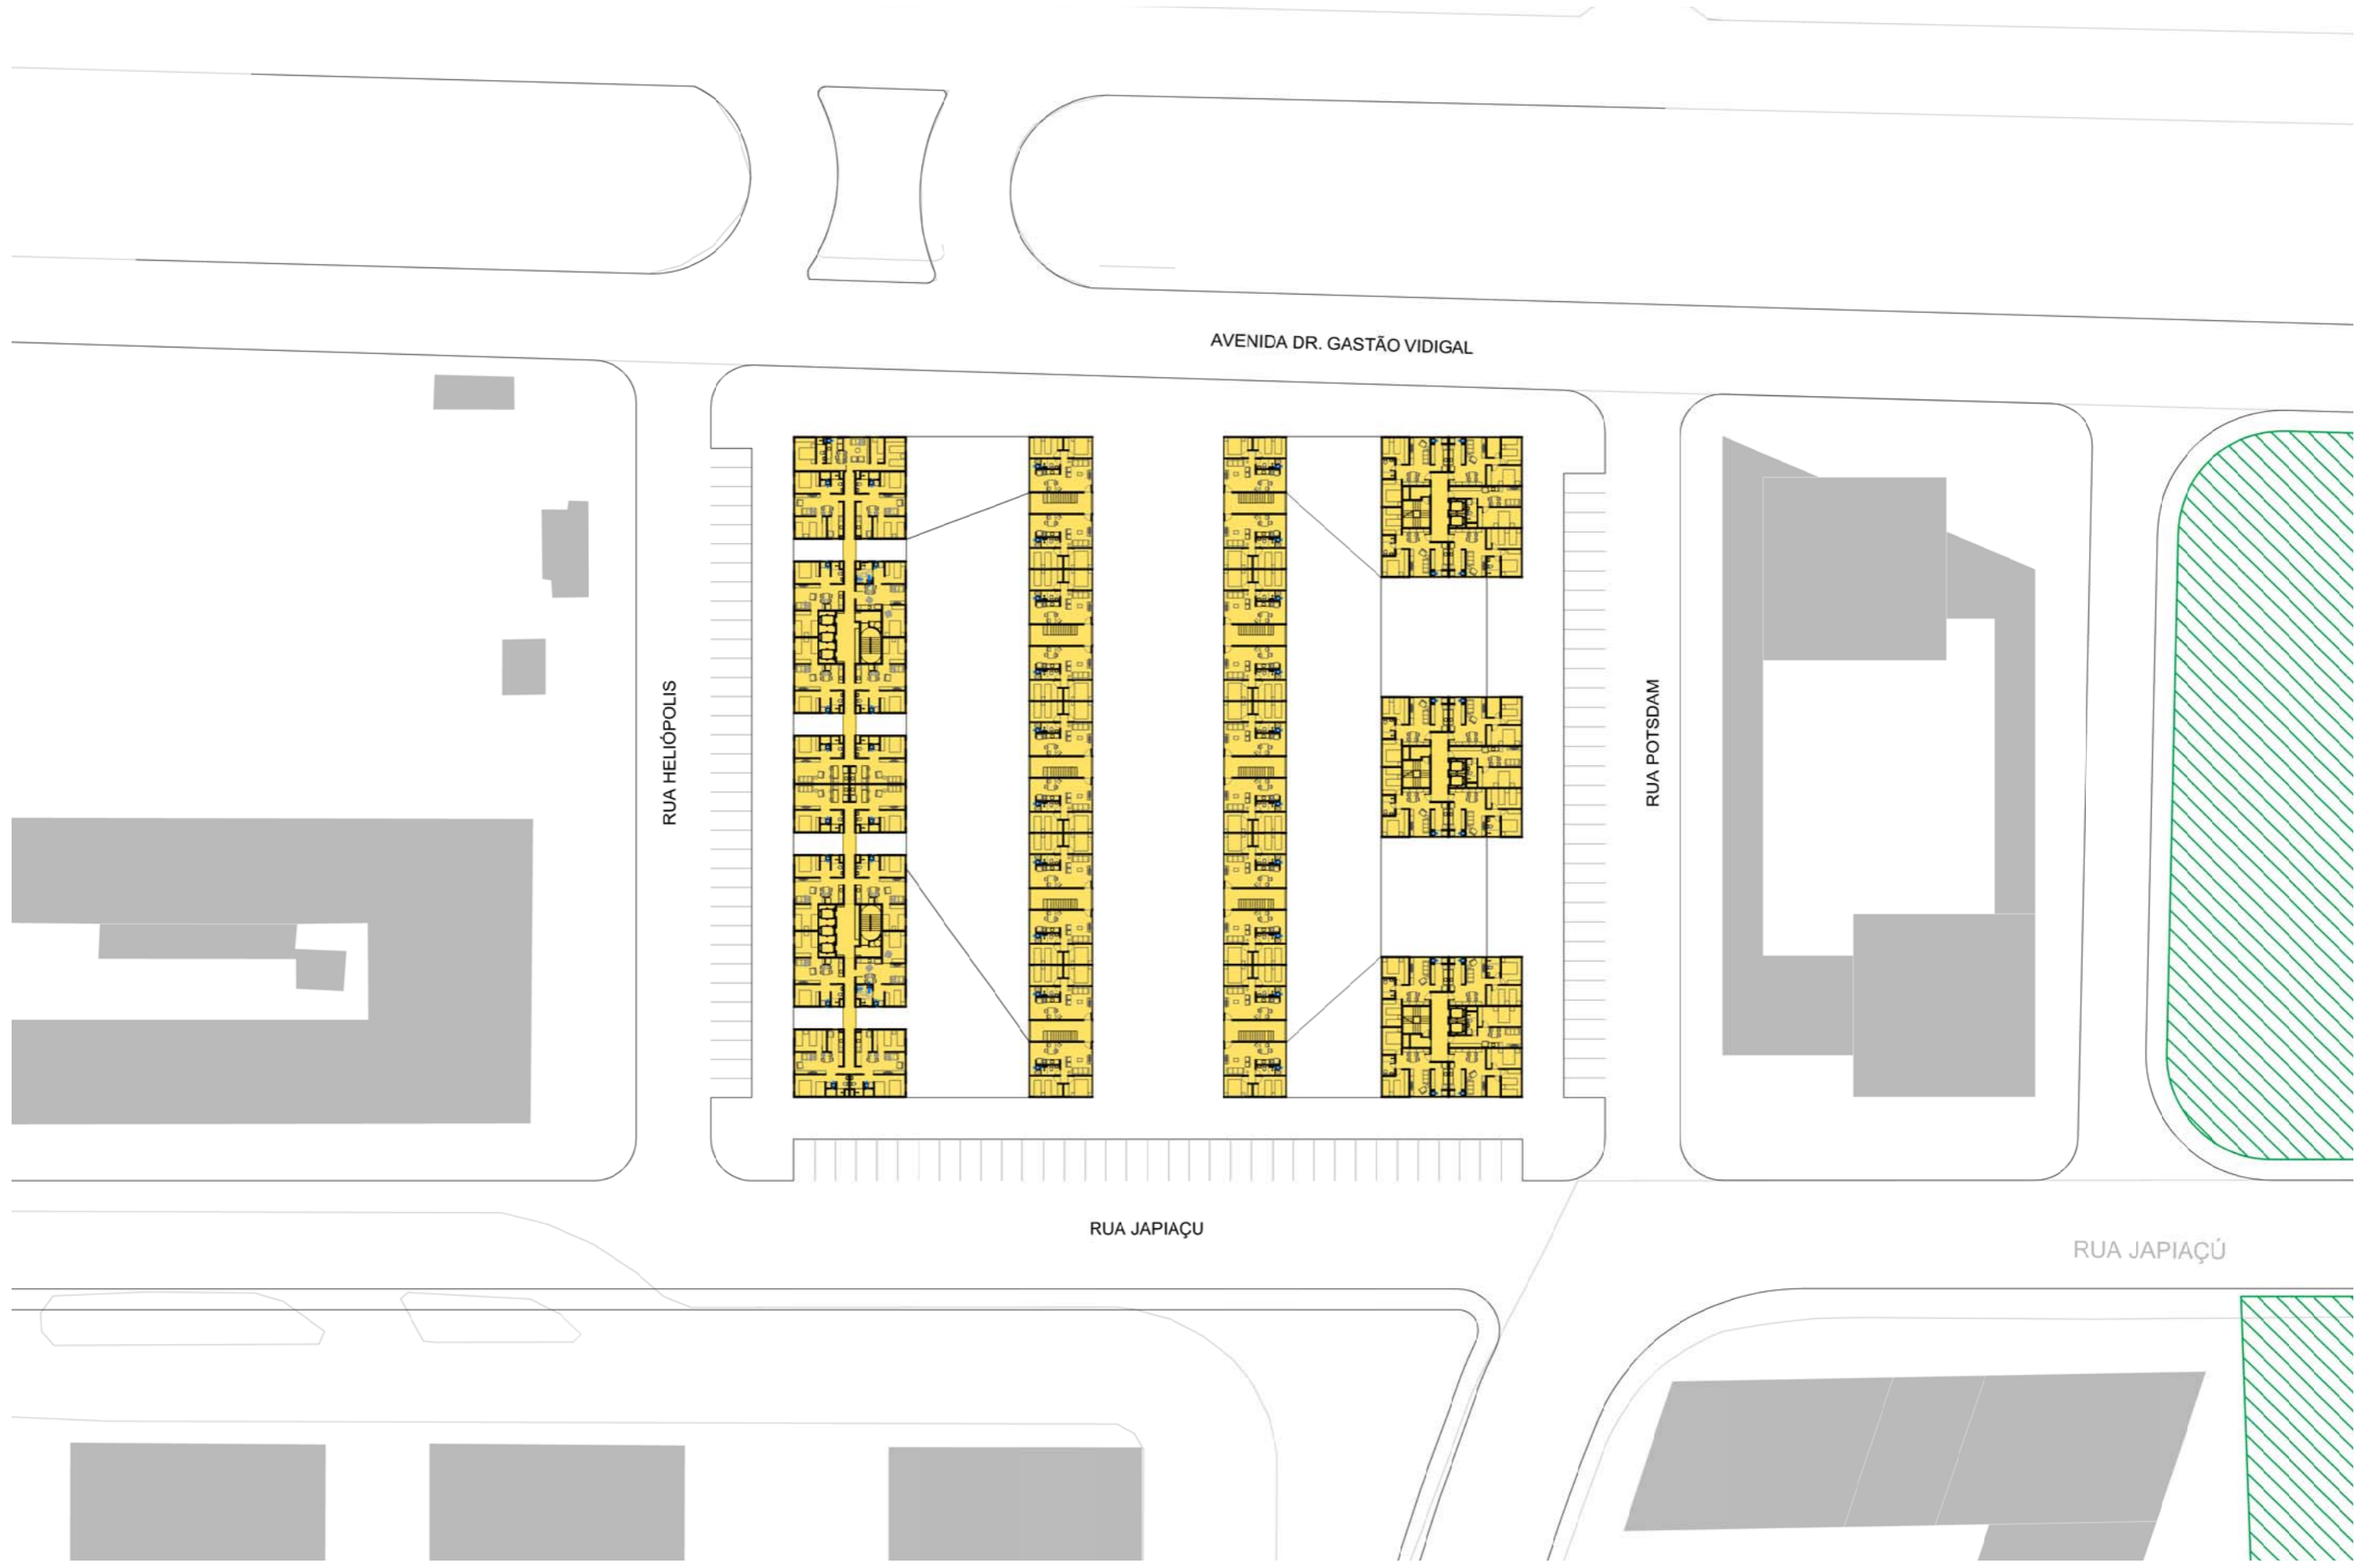 AVENIDA DR. GASTÃO VIDIGAL
RUA HELIÓPOLIS
RUA POTSDAM
RUA JAPIAÇU
RUA JAPIAÇÚ